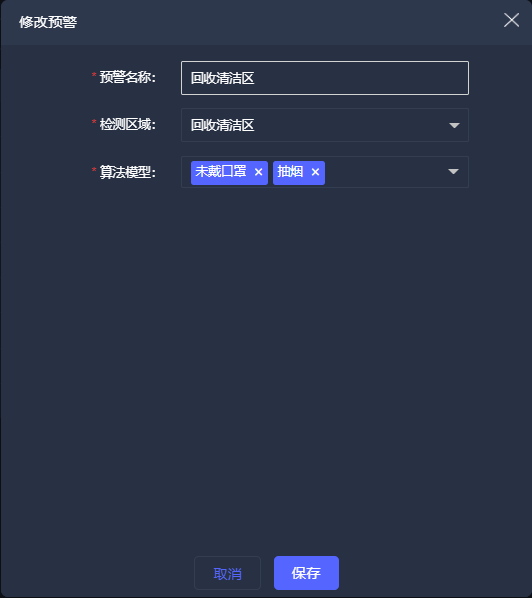 修改预警
* 预警名称： 回收清洁区
* 检测区域： 回收清洁区
* 算法模型： 未戴口罩 × 抽烟 ×
取消 保存